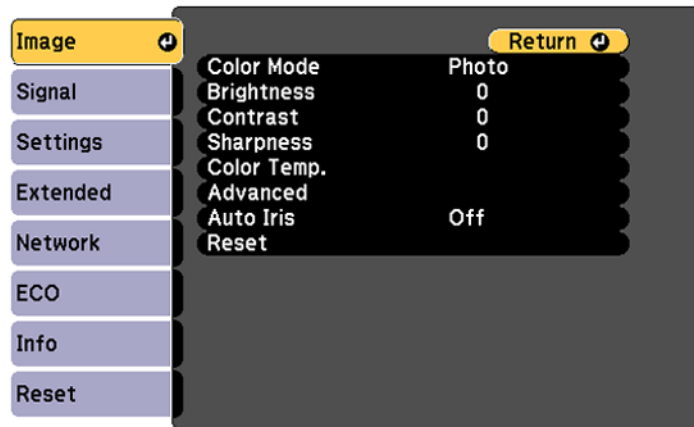 Image
Signal
Settings
Extended
Network
ECO
Info
Reset
Return
Color Mode Photo
Brightness 0
Contrast 0
Sharpness 0
Color Temp.
Advanced
Auto Iris Off
Reset